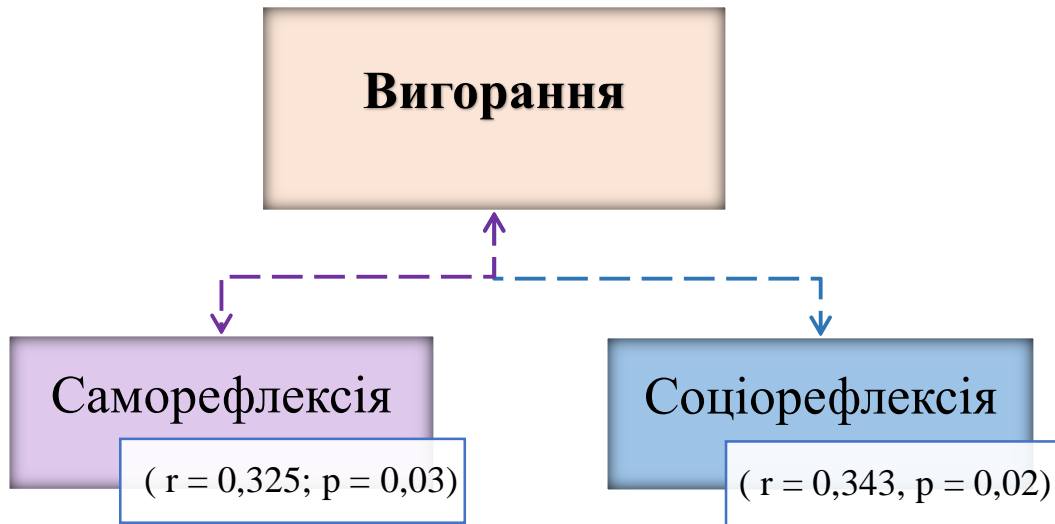 Вигорання
Саморефлексія
Соціорефлексія
( r = 0,325; p = 0,03)
( r = 0,343, p = 0,02)